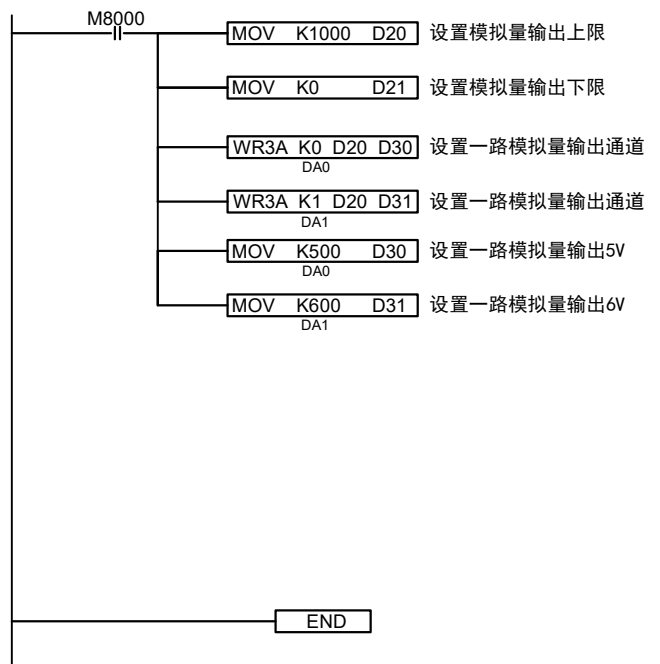 M8000
MOV K1000 D20 设置模拟量输出上限
MOV K0 D21 设置模拟量输出下限
WR3A K0 D20 D30 设置一路模拟量输出通道
DA0
WR3A K1 D20 D31 设置一路模拟量输出通道
DA1
MOV K500 D30 设置一路模拟量输出5V
DA0
MOV K600 D31 设置一路模拟量输出6V
DA1
END